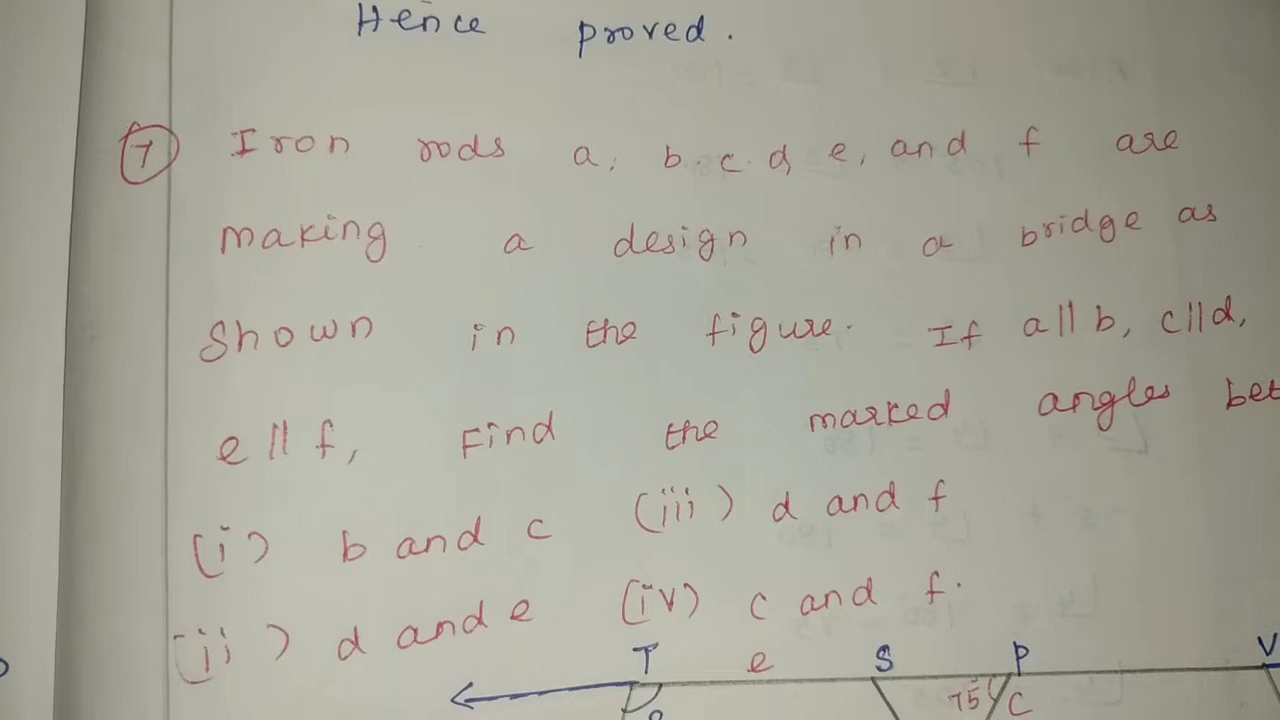 Hence proved.
7 Iron rods a, b. c. d, e, and f are
making a design in a bridge as
shown in the figure. If a||b, c||d,
e||f, Find the marked angles bet
(i) b and c (iii) d and f
(ii) d and e (iv) c and f.
T e S P V
75° C